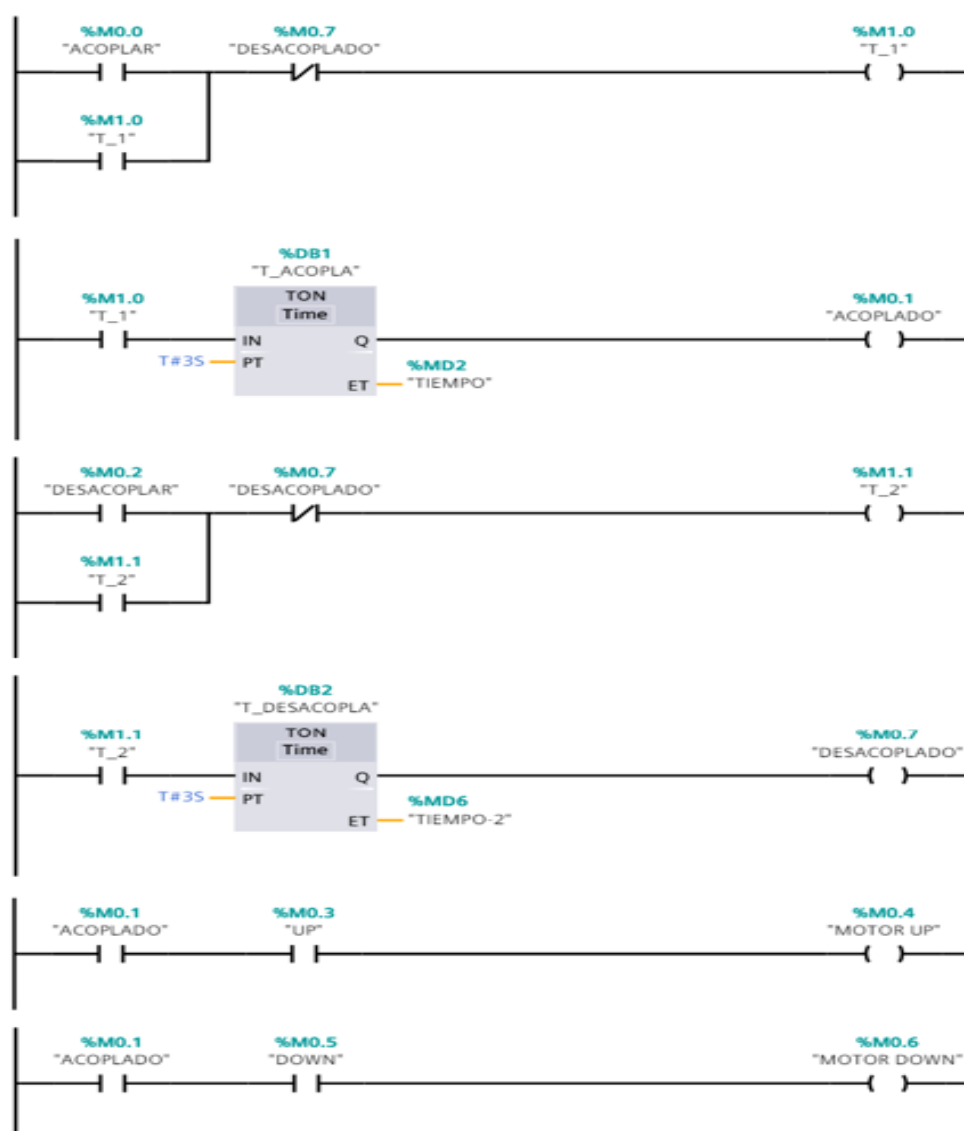 %M0.0 %M0.7 %M1.0
"ACOPLAR" "DESACOPLADO" "T_1"
%M1.0
"T_1"
%DB1
"T_ACOPLA"
TON
%M1.0 Time %M0.1
"T_1" "ACOPLADO"
IN Q
T#3S PT %MD2
ET "TIEMPO"
%M0.2 %M0.7 %M1.1
"DESACOPLAR" "DESACOPLADO" "T_2"
%M1.1
"T_2"
%DB2
"T_DESACOPLA"
TON
%M1.1 Time %M0.7
"T_2" "DESACOPLADO"
IN Q
T#3S PT %MD6
ET "TIEMPO-2"
%M0.1 %M0.3 %M0.4
"ACOPLADO" "UP" "MOTOR UP"
%M0.1 %M0.5 %M0.6
"ACOPLADO" "DOWN" "MOTOR DOWN"